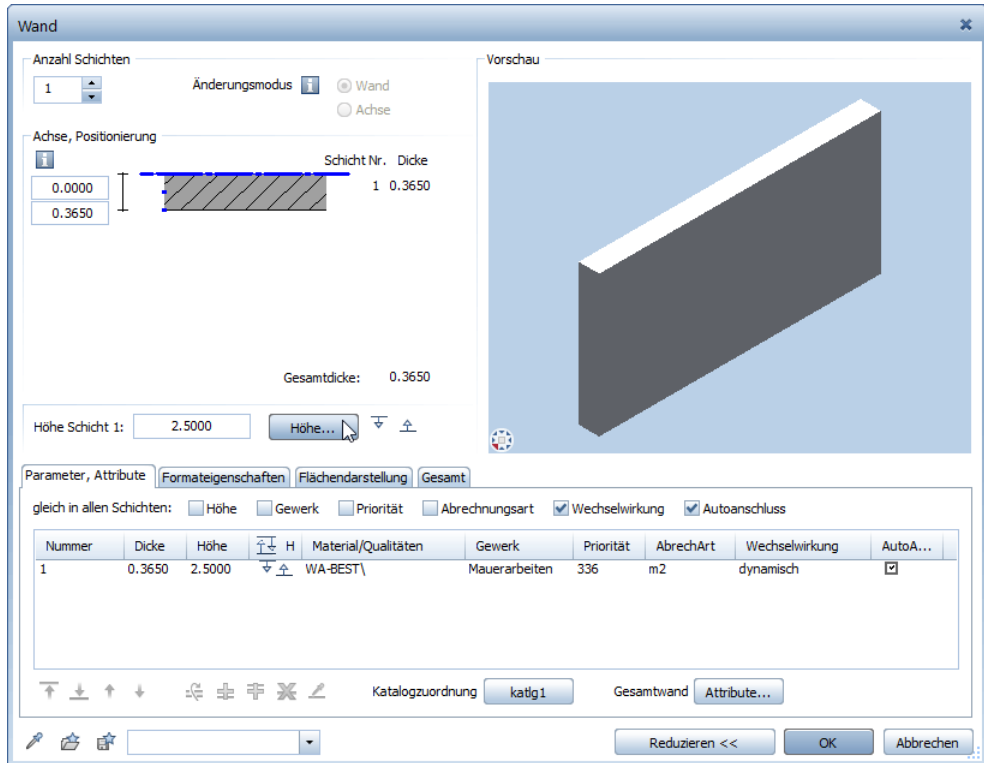 Wand
Anzahl Schichten
1
Änderungsmodus
Wand
Achse
Achse, Positionierung
Schicht Nr. Dicke
0.0000
0.3650
1 0.3650
Gesamtdicke: 0.3650
Höhe Schicht 1: 2.5000 Höhe...
Vorschau
Parameter, Attribute Formateigenschaften Flächendarstellung Gesamt
gleich in allen Schichten: Höhe Gewerk Priorität Abrechnungsart Wechselwirkung Autoanschluss
Nummer Dicke Höhe H Material/Qualitäten Gewerk Priorität AbrechArt Wechselwirkung AutoA...
1 0.3650 2.5000 WA-BEST\ Mauerarbeiten 336 m2 dynamisch
Katalogzuordnung katlg1 Gesamtwand Attribute...
Reduzieren << OK Abbrechen